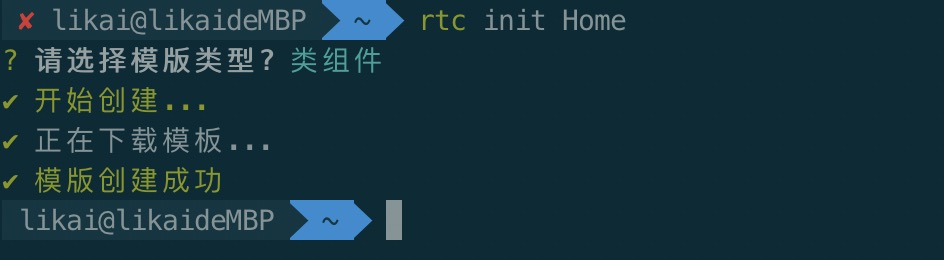 ✘ likai@likaideMBP ~ rtc init Home
? 请选择模版类型? 类组件
✔ 开始创建...
✔ 正在下载模板...
✔ 模版创建成功
likai@likaideMBP ~